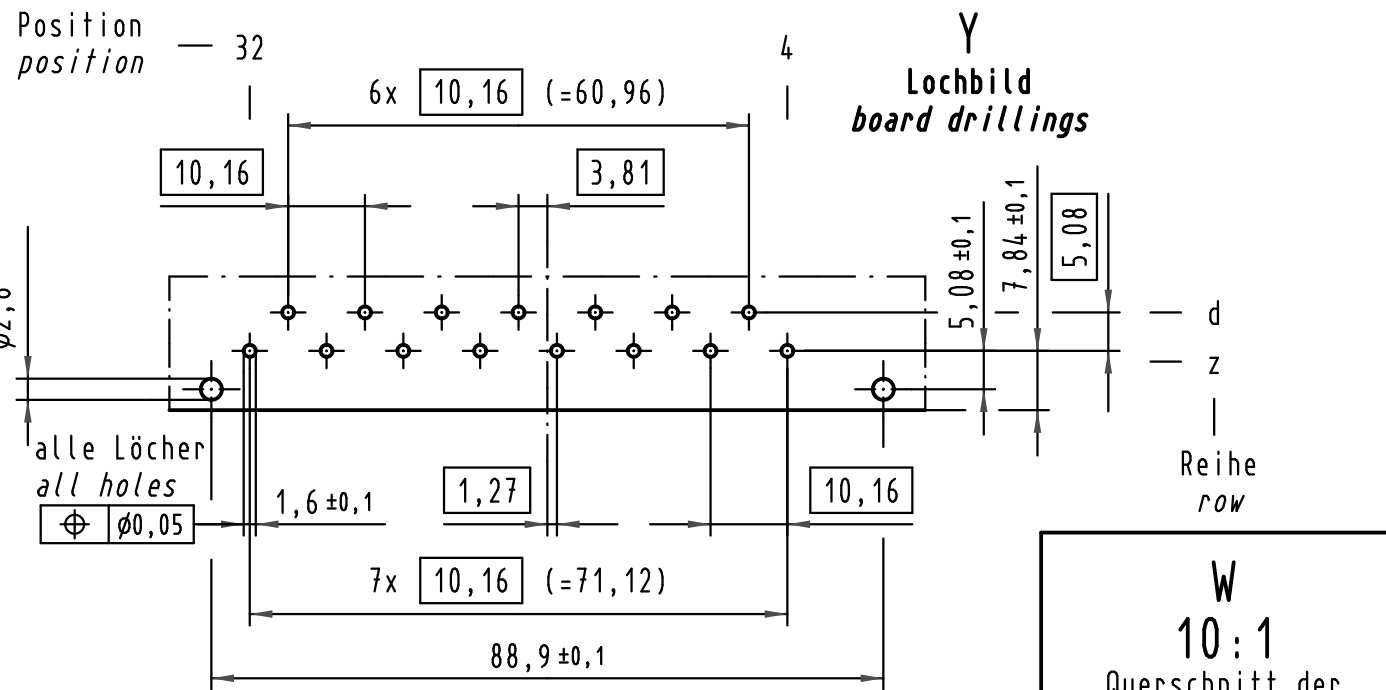 Position
position
32
4
Y
Lochbild
board drillings
6x 10,16 (=60,96)
10,16
3,81
5,08 ±0,1
7,84 ±0,1
5,08
d
z
alle Löcher
all holes
⌖ ø0,05
1,6 ±0,1
1,27
10,16
Reihe
row
7x 10,16 (=71,12)
88,9 ±0,1
W
10:1
Querschnitt der